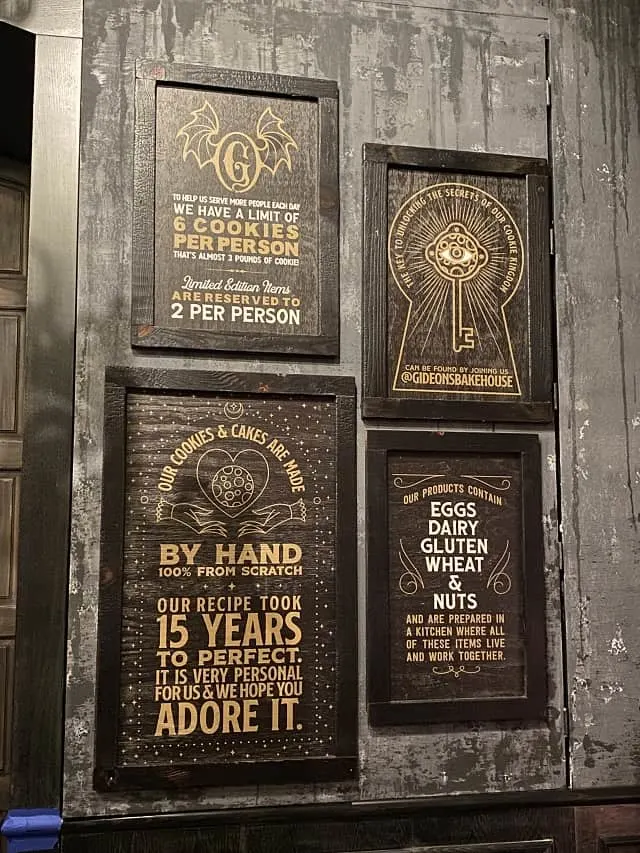 G
TO HELP US SERVE MORE PEOPLE EACH DAY
WE HAVE A LIMIT OF
6 COOKIES
PER PERSON
THAT'S ALMOST 3 POUNDS OF COOKIE!
Limited Edition Items
ARE RESERVED TO
2 PER PERSON
THE KEY TO UNLOCKING THE SECRETS OF OUR COOKIE KINGDOM
CAN BE FOUND BY JOINING US
@GIDEONSBAKEHOUSE
OUR COOKIES & CAKES ARE MADE
BY HAND
100% FROM SCRATCH
OUR RECIPE TOOK
15 YEARS
TO PERFECT.
IT IS VERY PERSONAL
FOR US & WE HOPE YOU
ADORE IT.
OUR PRODUCTS CONTAIN
EGGS
DAIRY
GLUTEN
WHEAT
&
NUTS
AND ARE PREPARED IN
A KITCHEN WHERE ALL
OF THESE ITEMS LIVE
AND WORK TOGETHER.